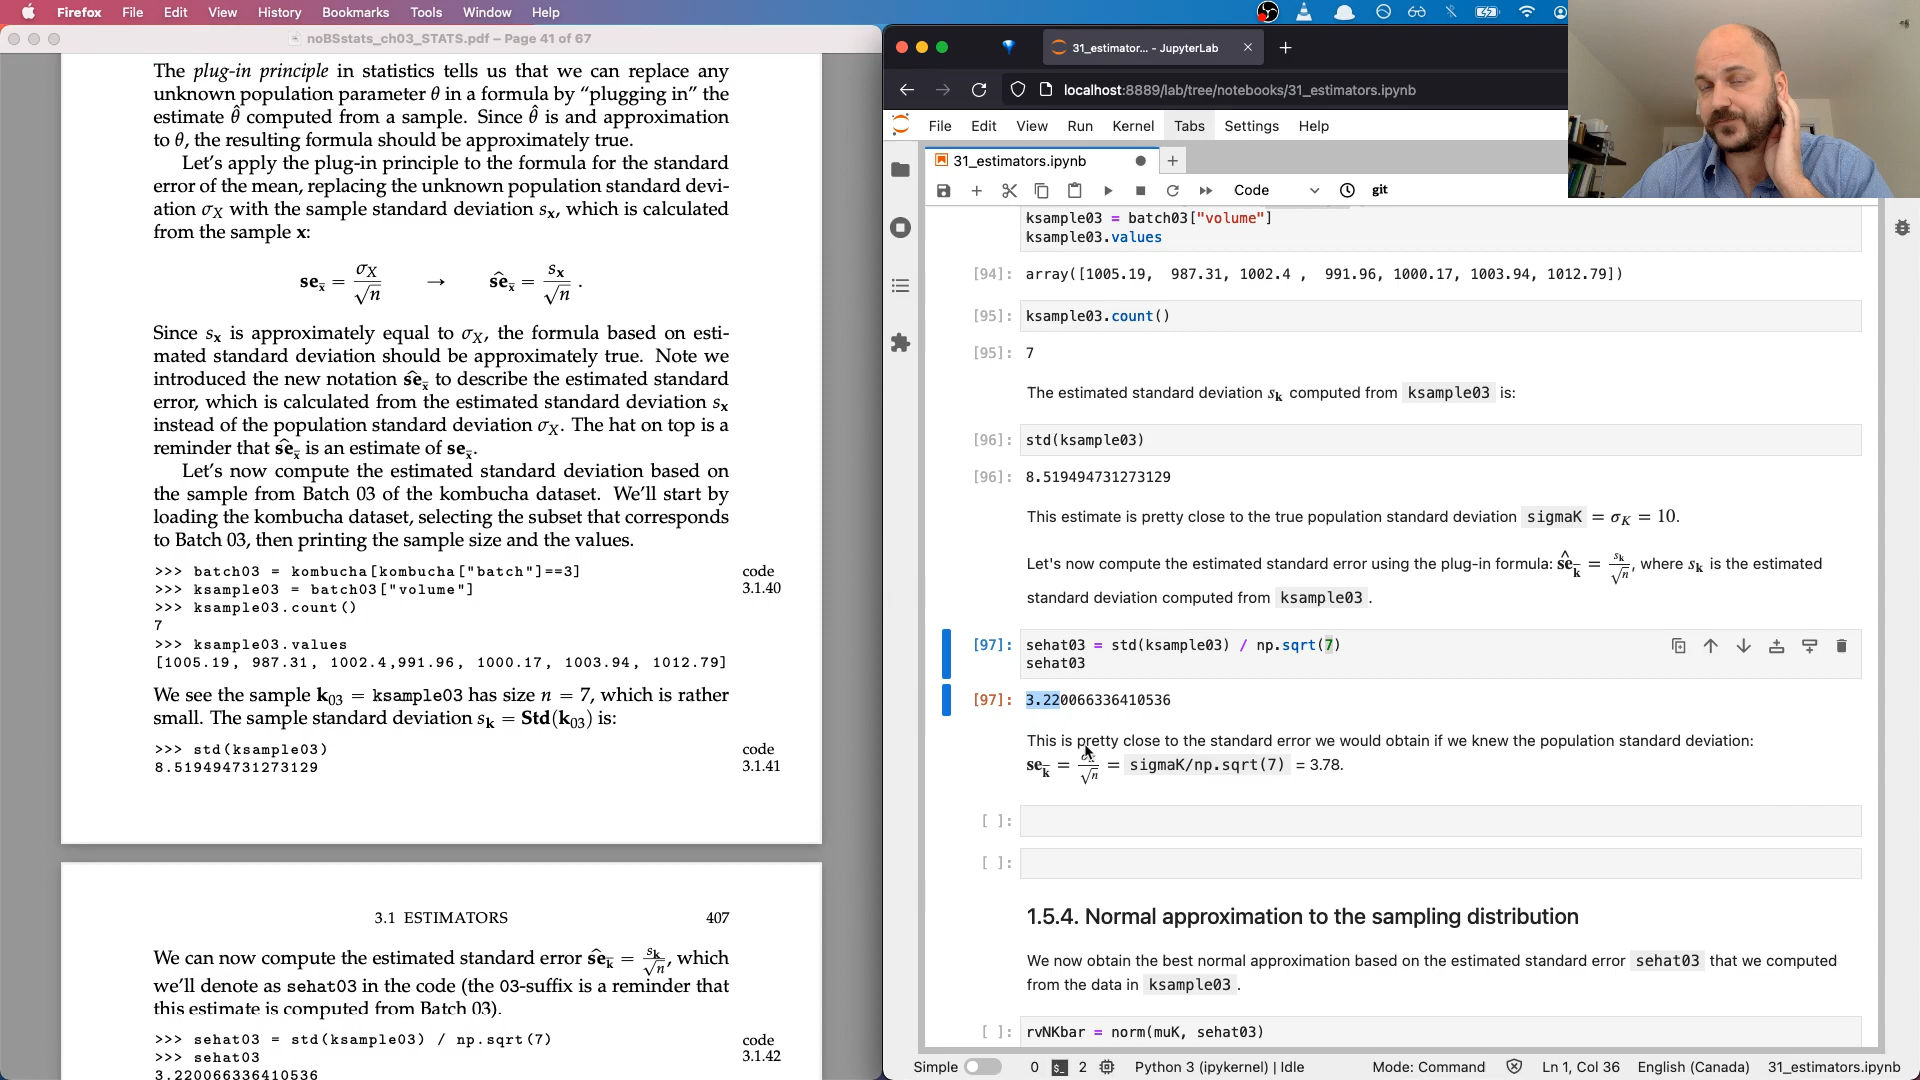 Firefox File Edit View History Bookmarks Tools Window Help
noBSstats_ch03_STATS.pdf – Page 41 of 67
The plug-in principle in statistics tells us that we can replace any
unknown population parameter θ in a formula by “plugging in” the
estimate θ̂ computed from a sample. Since θ̂ is and approximation
to θ, the resulting formula should be approximately true.
Let’s apply the plug-in principle to the formula for the standard
error of the mean, replacing the unknown population standard devi-
ation σX with the sample standard deviation sx, which is calculated
from the sample x:
se_x̄ = σX/√n → sê_x̄ = sx/√n .
Since sx is approximately equal to σX, the formula based on esti-
mated standard deviation should be approximately true. Note we
introduced the new notation sê_x̄ to describe the estimated standard
error, which is calculated from the estimated standard deviation sx
instead of the population standard deviation σX. The hat on top is a
reminder that sê_x̄ is an estimate of se_x̄.
Let’s now compute the estimated standard deviation based on
the sample from Batch 03 of the kombucha dataset. We’ll start by
loading the kombucha dataset, selecting the subset that corresponds
to Batch 03, then printing the sample size and the values.
>>> batch03 = kombucha[kombucha["batch"]==3] code
>>> ksample03 = batch03["volume"] 3.1.40
>>> ksample03.count()
7
>>> ksample03.values
[1005.19, 987.31, 1002.4,991.96, 1000.17, 1003.94, 1012.79]
We see the sample k03 = ksample03 has size n = 7, which is rather
small. The sample standard deviation sk = Std(k03) is:
>>> std(ksample03) code
8.519494731273129 3.1.41
3.1 ESTIMATORS 407
We can now compute the estimated standard error sê_k̄ = sk/√n, which
we’ll denote as sehat03 in the code (the 03-suffix is a reminder that
this estimate is computed from Batch 03).
>>> sehat03 = std(ksample03) / np.sqrt(7) code
>>> sehat03 3.1.42
3.220066336410536
31_estimator... - JupyterLab
localhost:8889/lab/tree/notebooks/31_estimators.ipynb
File Edit View Run Kernel Tabs Settings Help
31_estimators.ipynb
Code git
ksample03 = batch03["volume"]
ksample03.values
[94]: array([1005.19, 987.31, 1002.4 , 991.96, 1000.17, 1003.94, 1012.79])
[95]: ksample03.count()
[95]: 7
The estimated standard deviation sk computed from ksample03 is:
[96]: std(ksample03)
[96]: 8.519494731273129
This estimate is pretty close to the true population standard deviation sigmaK = σK = 10.
Let's now compute the estimated standard error using the plug-in formula: sê_k̄ = sk/√n, where sk is the estimated
standard deviation computed from ksample03 .
[97]: sehat03 = std(ksample03) / np.sqrt(7)
sehat03
[97]: 3.220066336410536
This is pretty close to the standard error we would obtain if we knew the population standard deviation:
se_k̄ = /√n = sigmaK/np.sqrt(7) = 3.78.
[ ]:
[ ]:
1.5.4. Normal approximation to the sampling distribution
We now obtain the best normal approximation based on the estimated standard error sehat03 that we computed
from the data in ksample03 .
[ ]: rvNKbar = norm(muK, sehat03)
Simple 0 $_ 2 Python 3 (ipykernel) | Idle Mode: Command Ln 1, Col 36 English (Canada) 31_estimators.ipynb